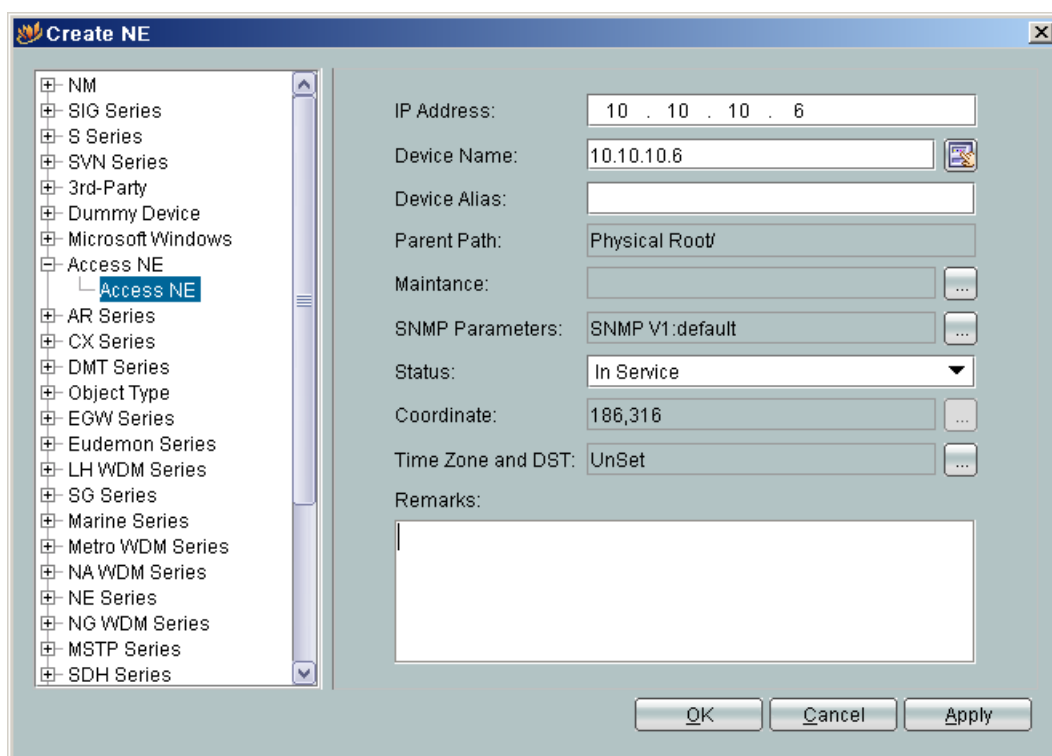 Create NE
NM
SIG Series
S Series
SVN Series
3rd-Party
Dummy Device
Microsoft Windows
Access NE
Access NE
AR Series
CX Series
DMT Series
Object Type
EGW Series
Eudemon Series
LH WDM Series
SG Series
Marine Series
Metro WDM Series
NA WDM Series
NE Series
NG WDM Series
MSTP Series
SDH Series
IP Address: 10 . 10 . 10 . 6
Device Name: 10.10.10.6
Device Alias:
Parent Path: Physical Root/
Maintance: ...
SNMP Parameters: SNMP V1:default ...
Status: In Service
Coordinate: 186,316 ...
Time Zone and DST: UnSet ...
Remarks:
OK Cancel Apply